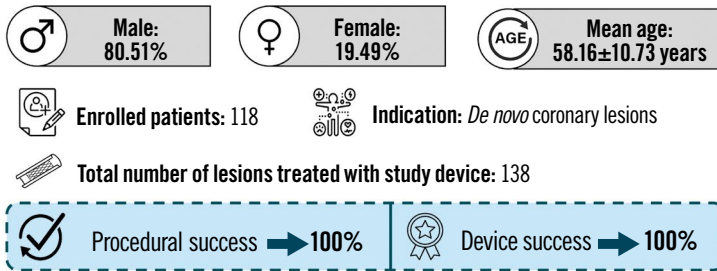 Male:
80.51%
Female:
19.49%
AGE
Mean age:
58.16±10.73 years
Enrolled patients: 118
Indication: De novo coronary lesions
Total number of lesions treated with study device: 138
Procedural success 100%
Device success 100%